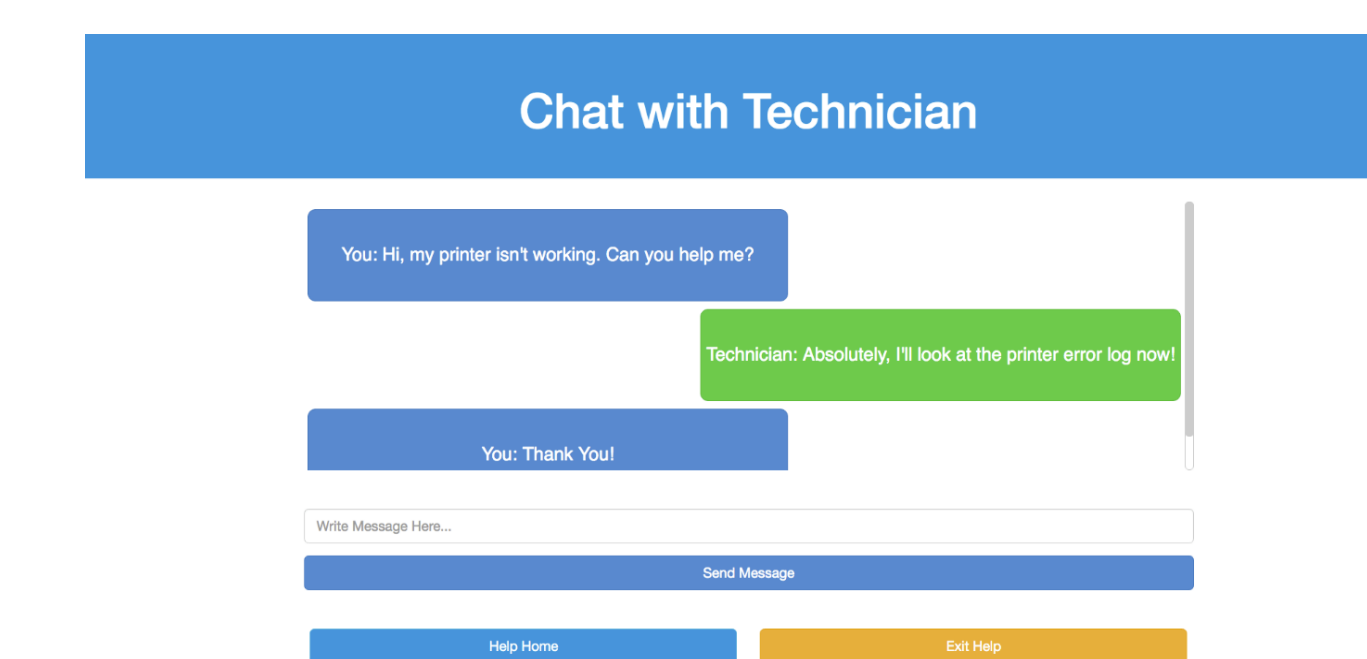 Chat with Technician
You: Hi, my printer isn't working. Can you help me?
Technician: Absolutely, I'll look at the printer error log now!
You: Thank You!
Write Message Here...
Send Message
Help Home
Exit Help